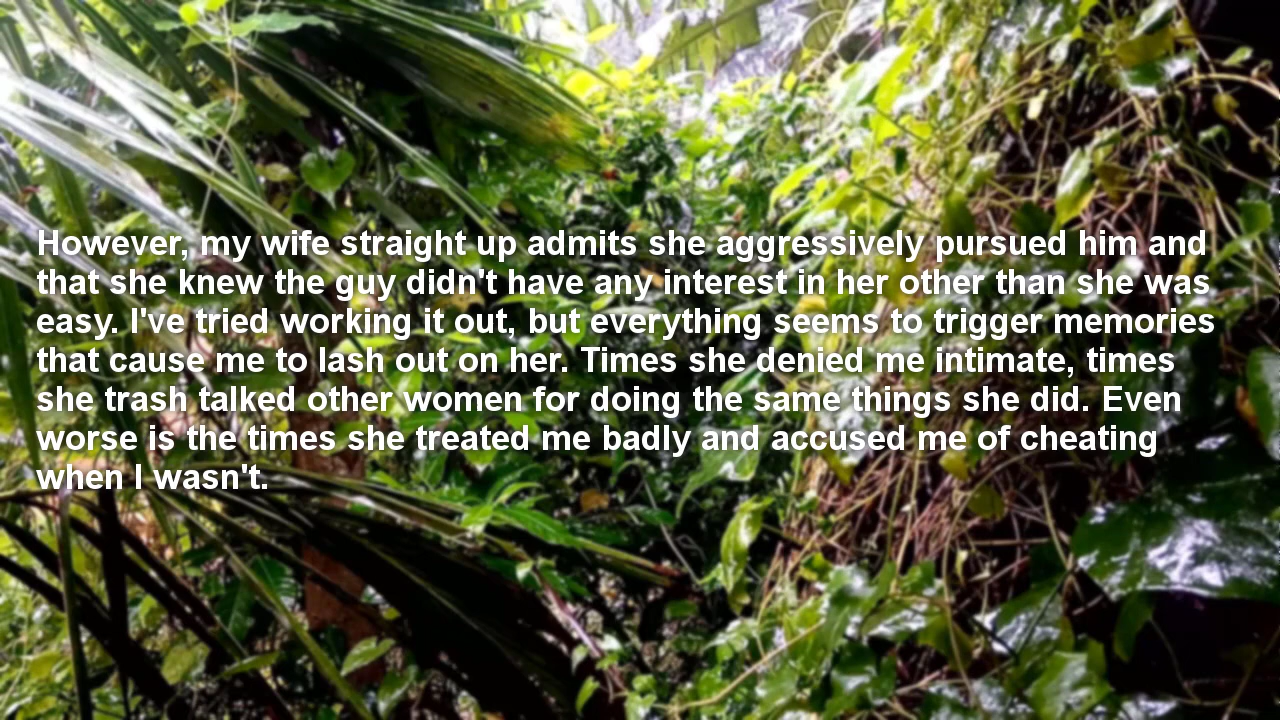 However, my wife straight up admits she aggressively pursued him and
that she knew the guy didn't have any interest in her other than she was
easy. I've tried working it out, but everything seems to trigger memories
that cause me to lash out on her. Times she denied me intimate, times
she trash talked other women for doing the same things she did. Even
worse is the times she treated me badly and accused me of cheating
when I wasn't.